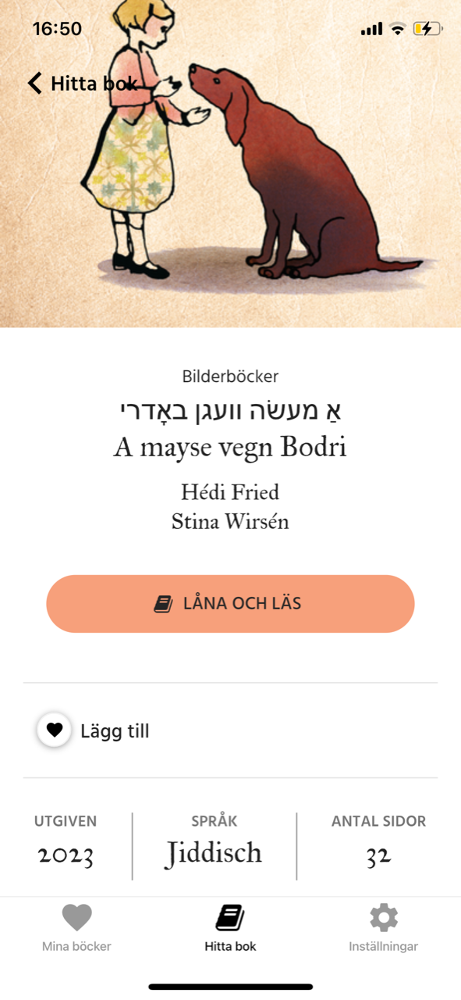 16:50
Hitta bok
Bilderböcker
אַ מעשׂה וועגן באָדרי
A mayse vegn Bodri
Hédi Fried
Stina Wirsén
LÅNA OCH LÄS
Lägg till
UTGIVEN SPRÅK ANTAL SIDOR
2023 Jiddisch 32
Mina böcker Hitta bok Inställningar